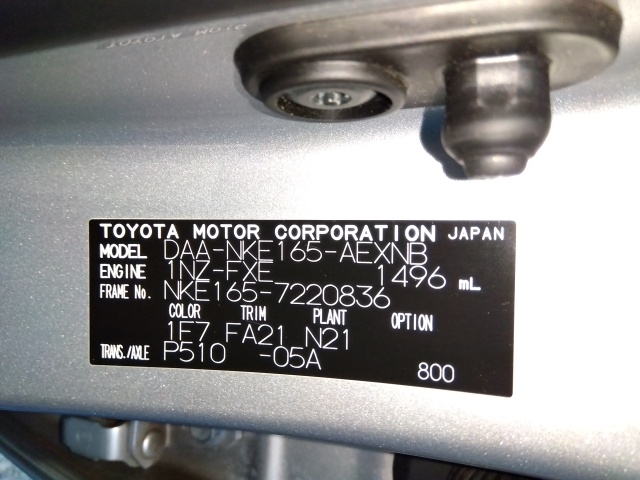 TOYOTA MOTOR CORPORATION JAPAN
MODEL DAA-NKE165-AEXNB
ENGINE 1NZ-FXE 1496 mL
FRAME No. NKE165-7220836
COLOR TRIM PLANT OPTION
1F7 FA21 N21
TRANS./AXLE P510 -05A
800